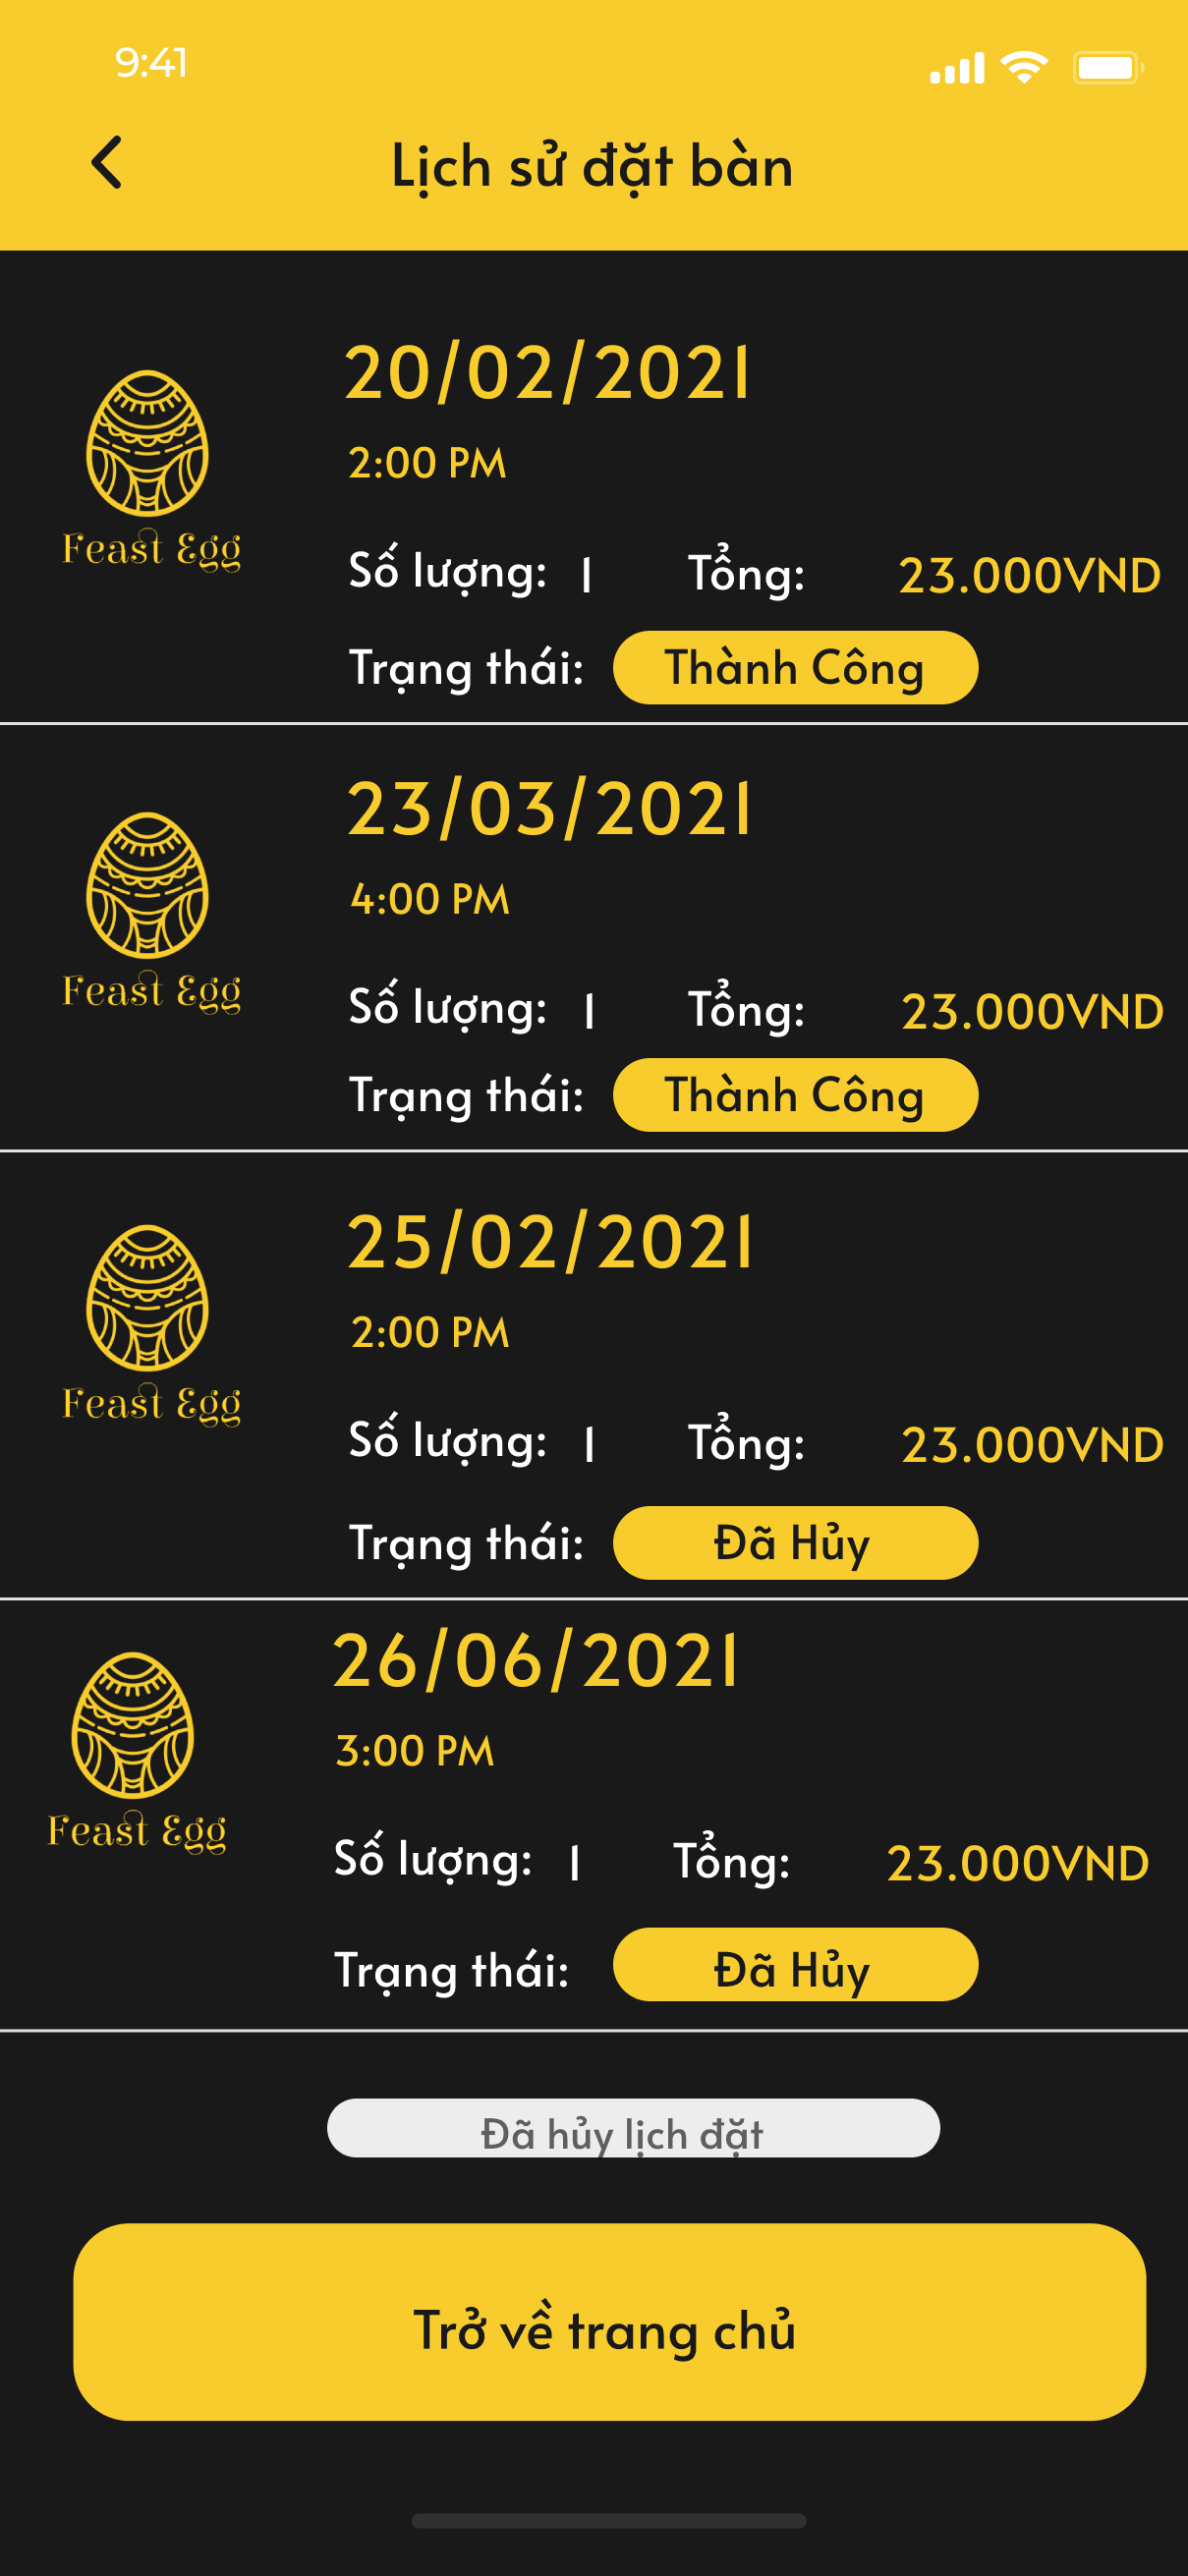 9:41
Lịch sử đặt bàn
20/02/2021
2:00 PM
Feast Egg
Số lượng: 1 Tổng: 23.000VND
Trạng thái: Thành Công
23/03/2021
4:00 PM
Feast Egg
Số lượng: 1 Tổng: 23.000VND
Trạng thái: Thành Công
25/02/2021
2:00 PM
Feast Egg
Số lượng: 1 Tổng: 23.000VND
Trạng thái: Đã Hủy
26/06/2021
3:00 PM
Feast Egg
Số lượng: 1 Tổng: 23.000VND
Trạng thái: Đã Hủy
Đã hủy lịch đặt
Trở về trang chủ